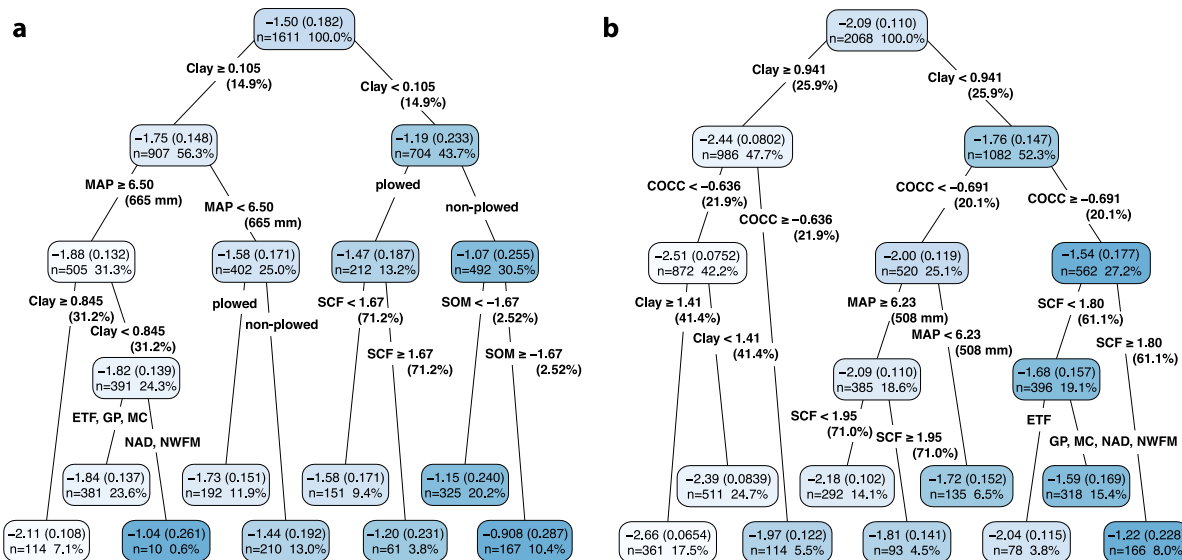 a
−1.50 (0.182)
n=1611 100.0%
Clay ≥ 0.105
(14.9%)
Clay < 0.105
(14.9%)
−1.75 (0.148)
n=907 56.3%
−1.19 (0.233)
n=704 43.7%
MAP ≥ 6.50
(665 mm)
MAP < 6.50
(665 mm)
plowed
non-plowed
−1.88 (0.132)
n=505 31.3%
−1.58 (0.171)
n=402 25.0%
−1.47 (0.187)
n=212 13.2%
−1.07 (0.255)
n=492 30.5%
Clay ≥ 0.845
(31.2%)
Clay < 0.845
(31.2%)
plowed
non-plowed
SCF < 1.67
(71.2%)
SCF ≥ 1.67
(71.2%)
SOM < −1.67
(2.52%)
SOM ≥ −1.67
(2.52%)
−1.82 (0.139)
n=391 24.3%
ETF, GP, MC
NAD, NWFM
−1.84 (0.137)
n=381 23.6%
−1.73 (0.151)
n=192 11.9%
−1.58 (0.171)
n=151 9.4%
−1.15 (0.240)
n=325 20.2%
−2.11 (0.108)
n=114 7.1%
−1.04 (0.261)
n=10 0.6%
−1.44 (0.192)
n=210 13.0%
−1.20 (0.231)
n=61 3.8%
−0.908 (0.287)
n=167 10.4%
b
−2.09 (0.110)
n=2068 100.0%
Clay ≥ 0.941
(25.9%)
Clay < 0.941
(25.9%)
−2.44 (0.0802)
n=986 47.7%
−1.76 (0.147)
n=1082 52.3%
COCC < −0.636
(21.9%)
COCC ≥ −0.636
(21.9%)
COCC < −0.691
(20.1%)
COCC ≥ −0.691
(20.1%)
−2.51 (0.0752)
n=872 42.2%
−2.00 (0.119)
n=520 25.1%
−1.54 (0.177)
n=562 27.2%
Clay ≥ 1.41
(41.4%)
Clay < 1.41
(41.4%)
MAP ≥ 6.23
(508 mm)
MAP < 6.23
(508 mm)
SCF < 1.80
(61.1%)
SCF ≥ 1.80
(61.1%)
−2.09 (0.110)
n=385 18.6%
−1.68 (0.157)
n=396 19.1%
SCF < 1.95
(71.0%)
SCF ≥ 1.95
(71.0%)
ETF
GP, MC, NAD, NWFM
−2.39 (0.0839)
n=511 24.7%
−2.18 (0.102)
n=292 14.1%
−1.72 (0.152)
n=135 6.5%
−1.59 (0.169)
n=318 15.4%
−2.66 (0.0654)
n=361 17.5%
−1.97 (0.122)
n=114 5.5%
−1.81 (0.141)
n=93 4.5%
−2.04 (0.115)
n=78 3.8%
−1.22 (0.228)
n=166 8.0%